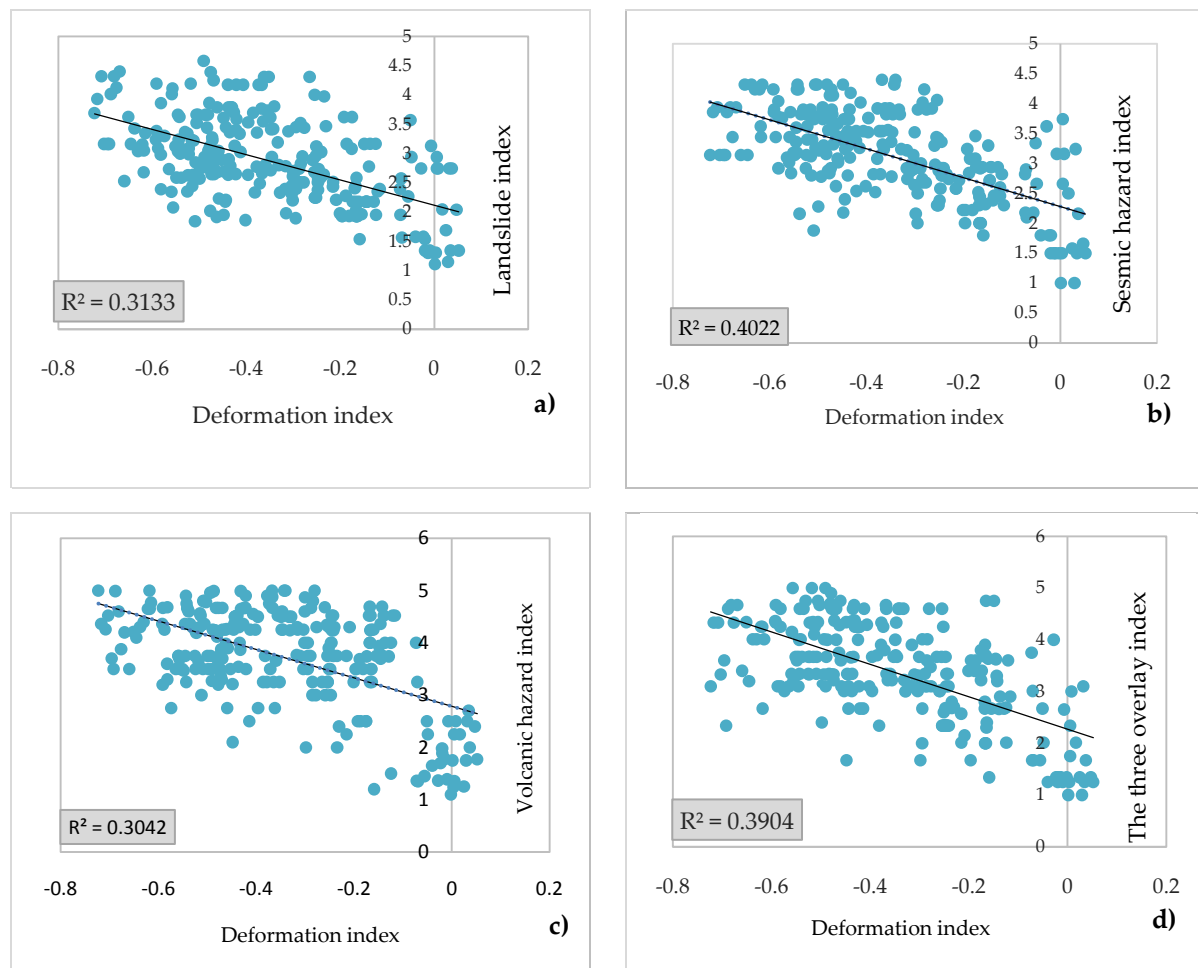 5
4.5
4
3.5
3
2.5
2
1.5
1
0.5
0
Landslide index
R² = 0.3133
-0.8 -0.6 -0.4 -0.2 0 0.2
Deformation index
a)
5
4.5
4
3.5
3
2.5
2
1.5
1
0.5
0
Sesmic hazard index
R² = 0.4022
-0.8 -0.6 -0.4 -0.2 0 0.2
Deformation index
b)
6
5
4
3
2
1
0
Volcanic hazard index
R² = 0.3042
-0.8 -0.6 -0.4 -0.2 0 0.2
Deformation index
c)
6
5
4
3
2
1
0
The three overlay index
R² = 0.3904
-0.8 -0.6 -0.4 -0.2 0 0.2
Deformation index
d)